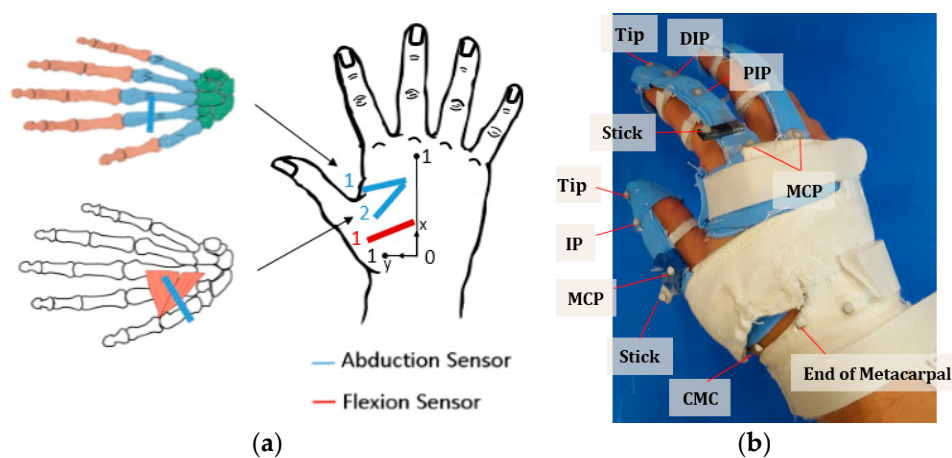 1
1
2
1
x
1
y
0
Abduction Sensor
Flexion Sensor
(a)
Tip
DIP
PIP
Stick
MCP
Tip
IP
MCP
Stick
CMC
End of Metacarpal
(b)